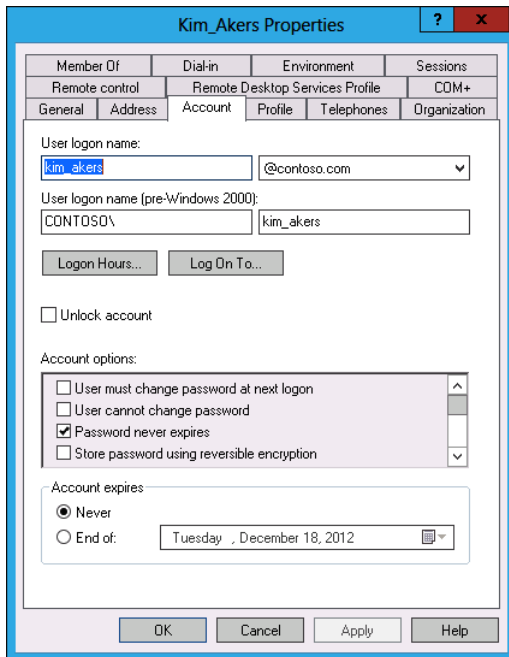 Kim_Akers Properties
? x
Member Of Dial-in Environment Sessions
Remote control Remote Desktop Services Profile COM+
General Address Account Profile Telephones Organization
User logon name:
kim_akers @contoso.com
User logon name (pre-Windows 2000):
CONTOSO\ kim_akers
Logon Hours... Log On To...
Unlock account
Account options:
User must change password at next logon
User cannot change password
Password never expires
Store password using reversible encryption
Account expires
Never
End of: Tuesday , December 18, 2012
OK Cancel Apply Help